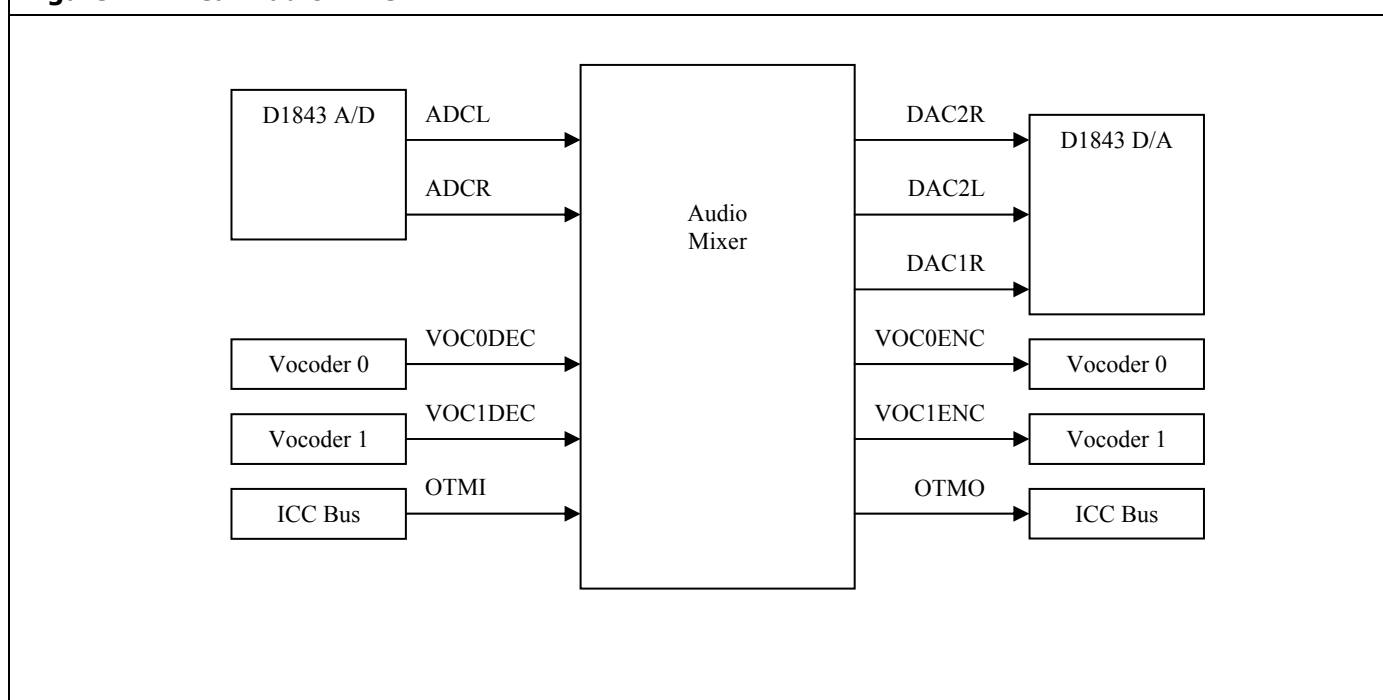 D1843 A/D
ADCL
ADCR
Vocoder 0
VOC0DEC
Vocoder 1
VOC1DEC
ICC Bus
OTMI
Audio
Mixer
DAC2R
DAC2L
DAC1R
D1843 D/A
VOC0ENC
Vocoder 0
VOC1ENC
Vocoder 1
OTMO
ICC Bus